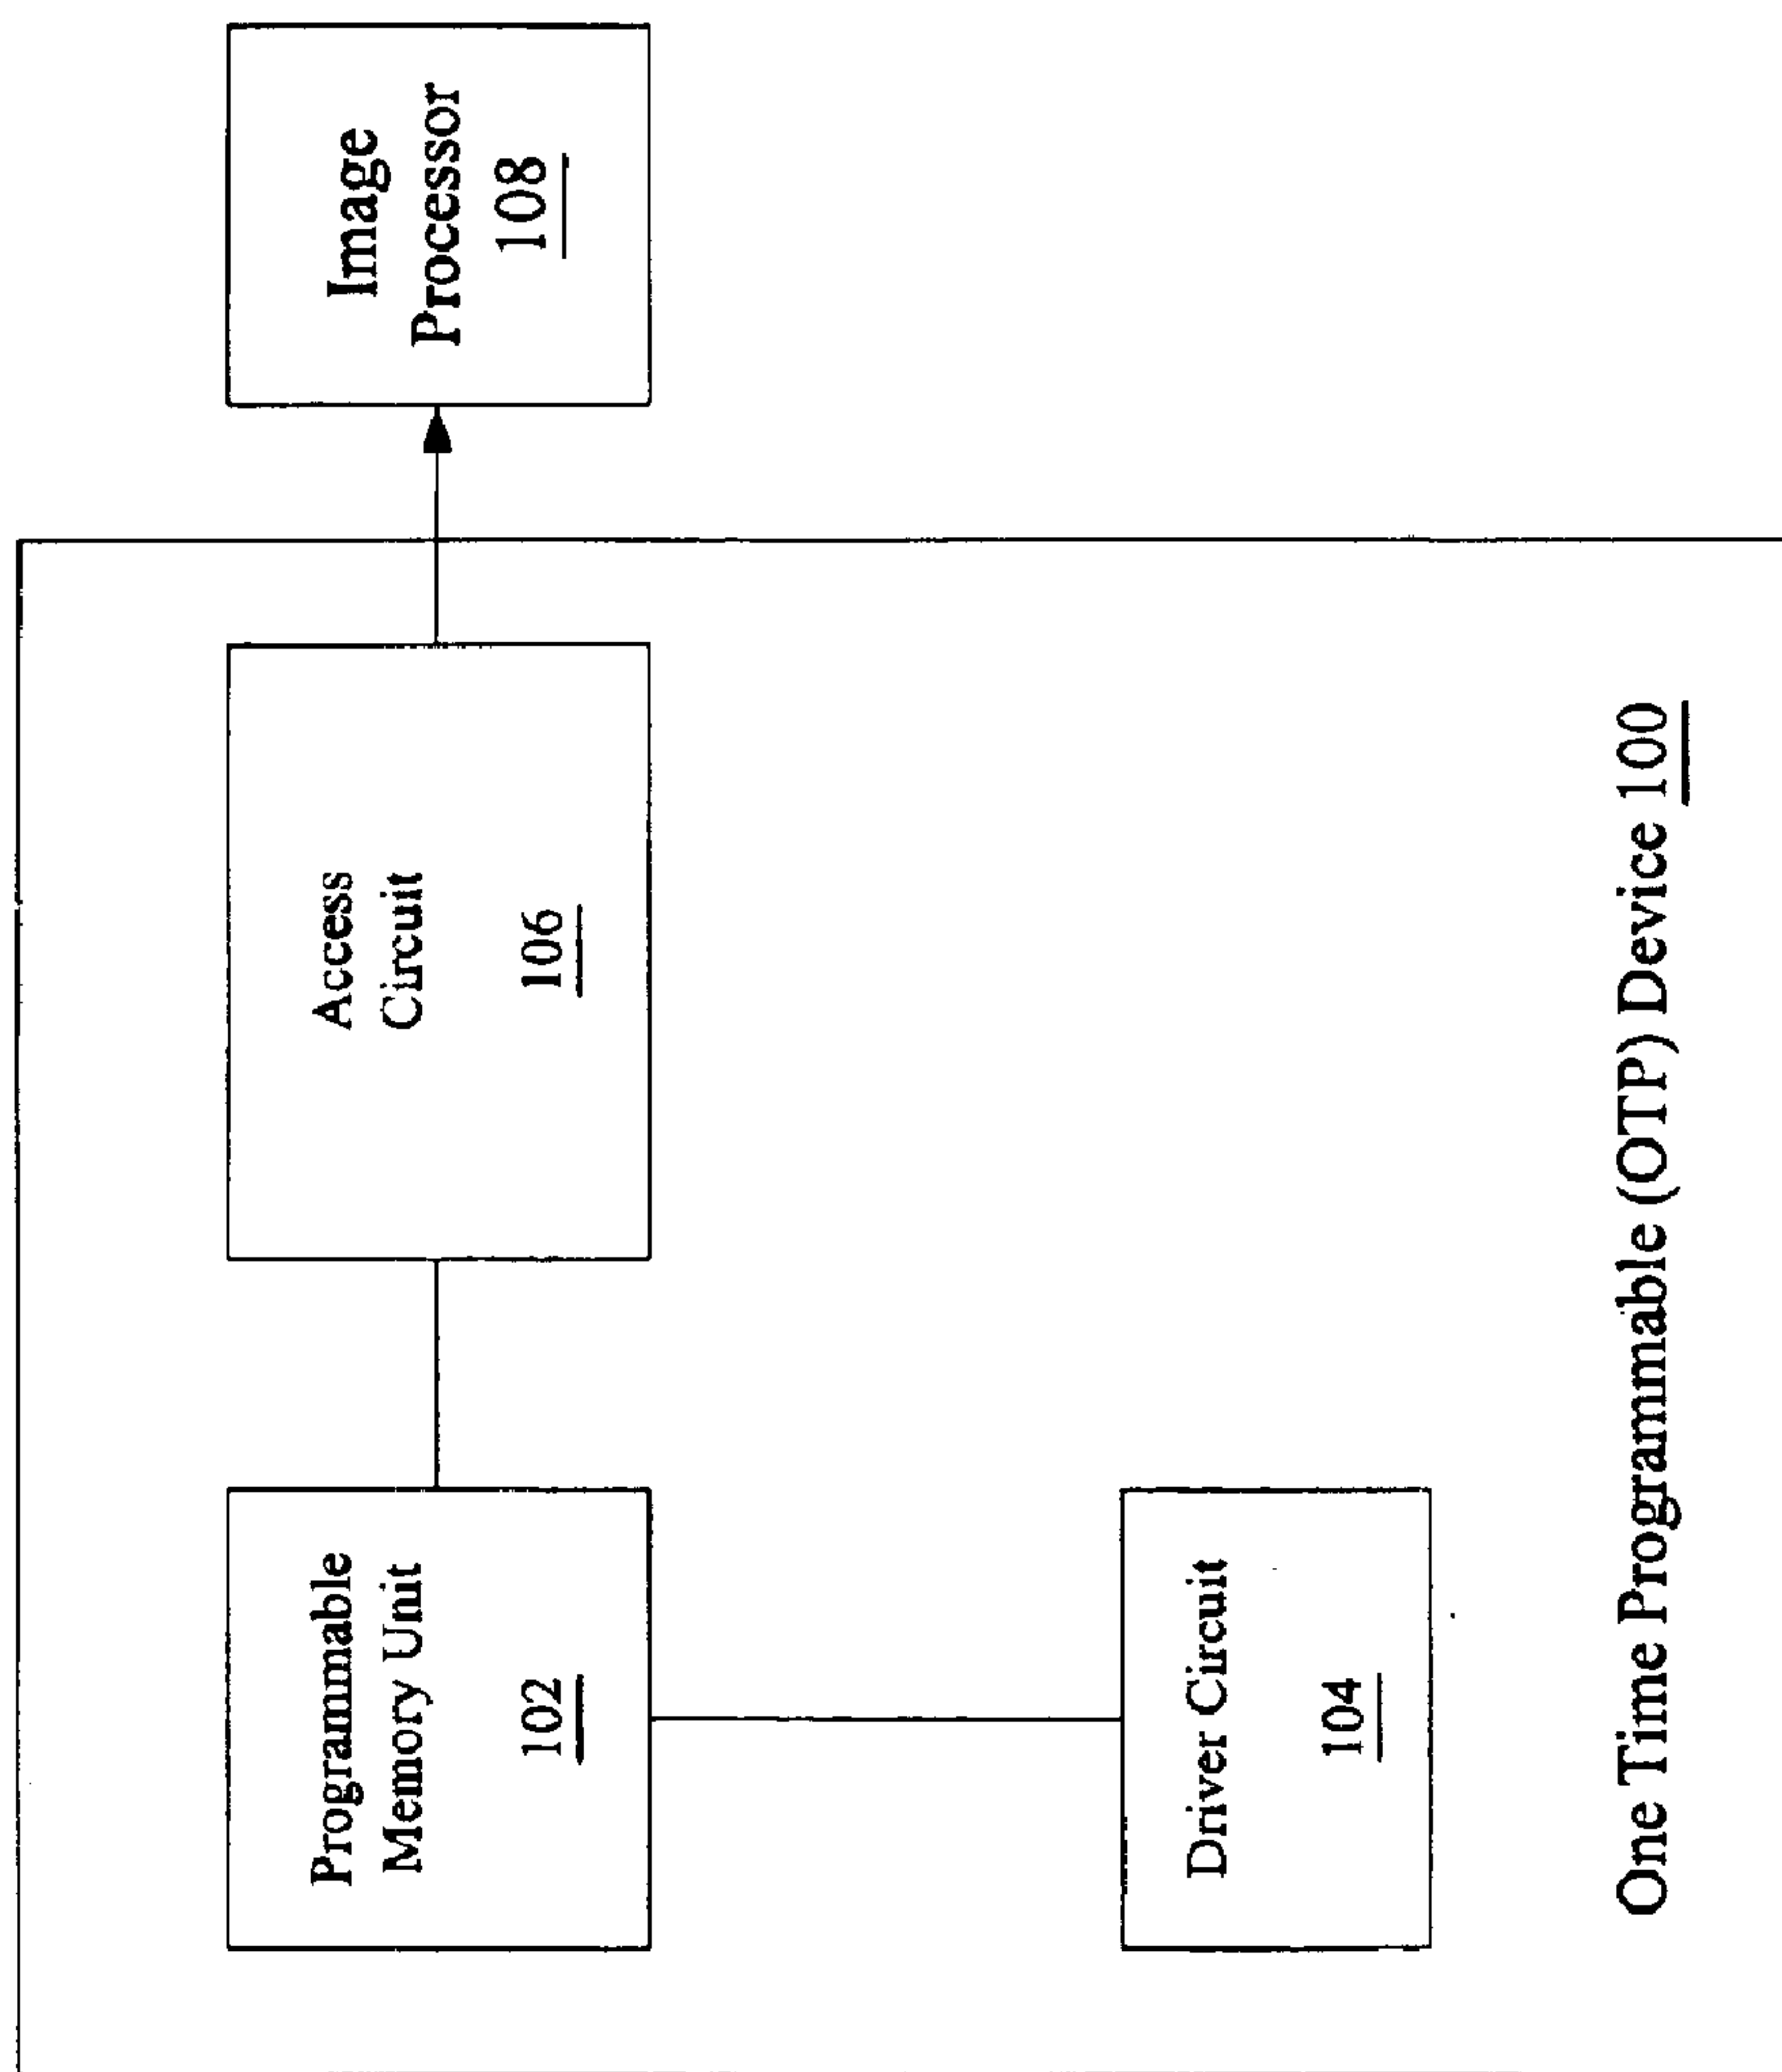 Programmable
Memory Unit
102
Access
Circuit
106
Image
Processor
108
Driver Circuit
104
One Time Programmable (OTP) Device 100